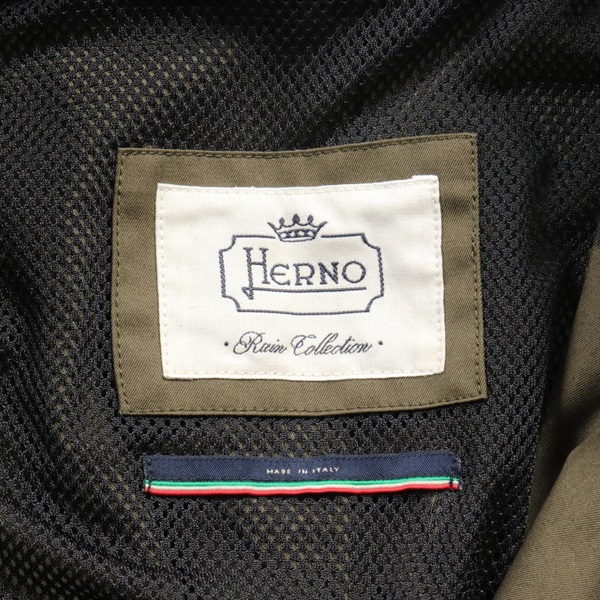 HERNO
· Rain Collection ·
MADE IN ITALY